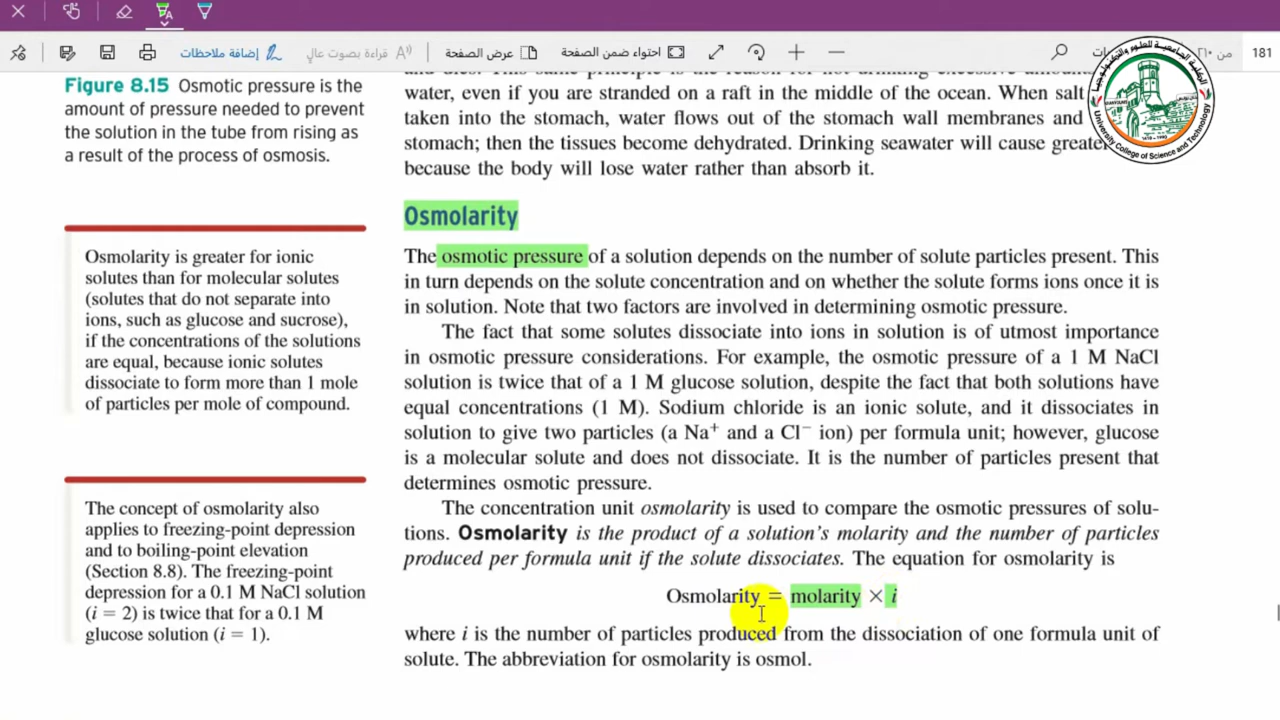 إضافة ملاحظات
قراءة بصوت عالٍ
A
عرض الصفحة
احتواء ضمن الصفحة
181
Figure 8.15 Osmotic pressure is the
amount of pressure needed to prevent
the solution in the tube from rising as
a result of the process of osmosis.
water, even if you are stranded on a raft in the middle of the ocean. When salt
taken into the stomach, water flows out of the stomach wall membranes and
stomach; then the tissues become dehydrated. Drinking seawater will cause greate
because the body will lose water rather than absorb it.
University College of Science and Technology
Osmolarity
The osmotic pressure of a solution depends on the number of solute particles present. This
in turn depends on the solute concentration and on whether the solute forms ions once it is
in solution. Note that two factors are involved in determining osmotic pressure.
The fact that some solutes dissociate into ions in solution is of utmost importance
in osmotic pressure considerations. For example, the osmotic pressure of a 1 M NaCl
solution is twice that of a 1 M glucose solution, despite the fact that both solutions have
equal concentrations (1 M). Sodium chloride is an ionic solute, and it dissociates in
solution to give two particles (a Na⁺ and a Cl⁻ ion) per formula unit; however, glucose
is a molecular solute and does not dissociate. It is the number of particles present that
determines osmotic pressure.
The concentration unit osmolarity is used to compare the osmotic pressures of solu-
tions. Osmolarity is the product of a solution's molarity and the number of particles
produced per formula unit if the solute dissociates. The equation for osmolarity is
Osmolarity = molarity × i
where i is the number of particles produced from the dissociation of one formula unit of
solute. The abbreviation for osmolarity is osmol.
Osmolarity is greater for ionic
solutes than for molecular solutes
(solutes that do not separate into
ions, such as glucose and sucrose),
if the concentrations of the solutions
are equal, because ionic solutes
dissociate to form more than 1 mole
of particles per mole of compound.
The concept of osmolarity also
applies to freezing-point depression
and to boiling-point elevation
(Section 8.8). The freezing-point
depression for a 0.1 M NaCl solution
(i = 2) is twice that for a 0.1 M
glucose solution (i = 1).